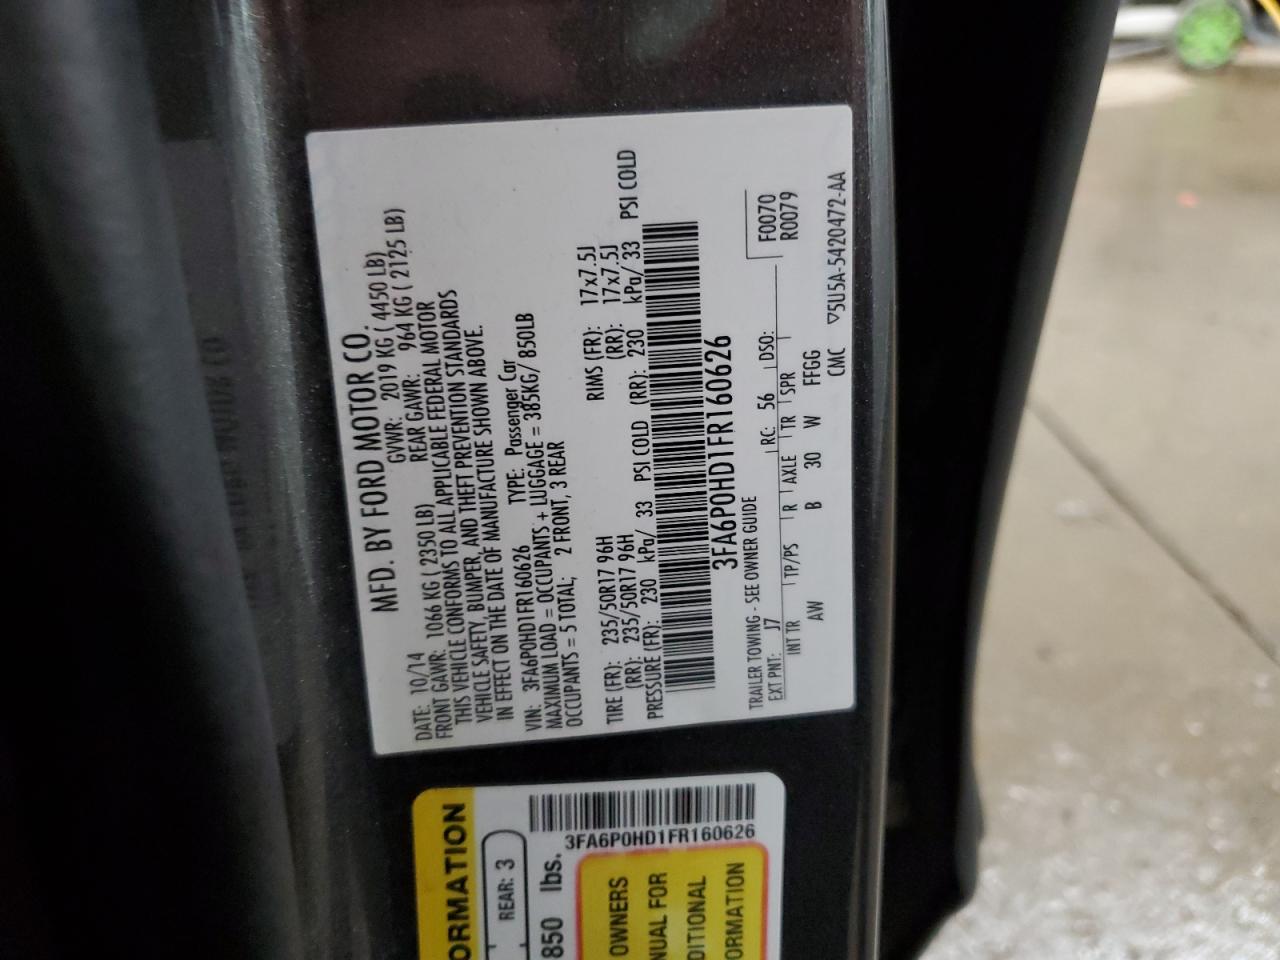 MFD. BY FORD MOTOR CO.
DATE: 10/14 GVWR: 2019 KG ( 4450 LB)
FRONT GAWR: 1066 KG ( 2350 LB) REAR GAWR: 964 KG ( 2125 LB)
THIS VEHICLE CONFORMS TO ALL APPLICABLE FEDERAL MOTOR
VEHICLE SAFETY, BUMPER, AND THEFT PREVENTION STANDARDS
IN EFFECT ON THE DATE OF MANUFACTURE SHOWN ABOVE.
VIN: 3FA6P0HD1FR160626 TYPE: Passenger Car
MAXIMUM LOAD = OCCUPANTS + LUGGAGE = 385KG/ 850LB
OCCUPANTS = 5 TOTAL; 2 FRONT, 3 REAR
TIRE (FR): 235/50R17 96H RIMS (FR): 17x7.5J
(RR): 235/50R17 96H (RR): 17x7.5J
PRESSURE (FR): 230 kPa/ 33 PSI COLD (RR): 230 kPa/ 33 PSI COLD
3FA6P0HD1FR160626
TRAILER TOWING - SEE OWNER GUIDE F0070
EXT PNT: J7 RC: 56 DSO: R0079
INT TR TP/PS R AXLE TR SPR
AW B 30 W FFGG
CMC ▽5U5A-5420472-AA
ORMATION
REAR: 3
850 lbs.
3FA6P0HD1FR160626
OWNERS
NUAL FOR
DITIONAL
ORMATION